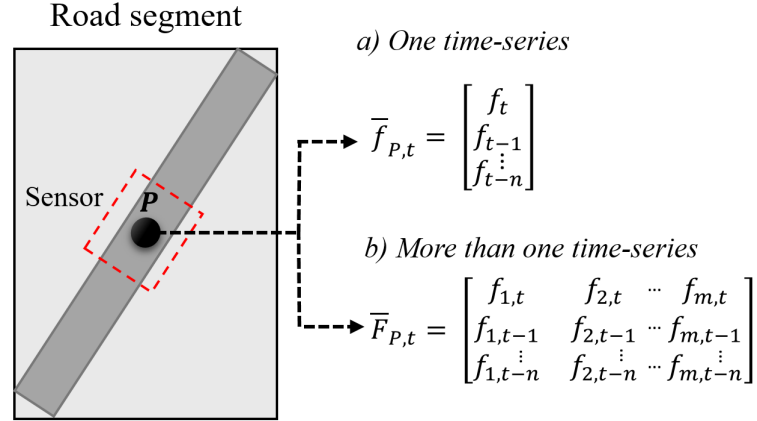 Road segment
a) One time-series
f̅_{P,t} = [f_t
f_{t−1}
⋮
f_{t−n}]
Sensor
P
b) More than one time-series
F̅_{P,t} = [f_{1,t} f_{2,t} ⋯ f_{m,t}
f_{1,t−1} f_{2,t−1} ⋯ f_{m,t−1}
⋮ ⋮ ⋮
f_{1,t−n} f_{2,t−n} ⋯ f_{m,t−n}]